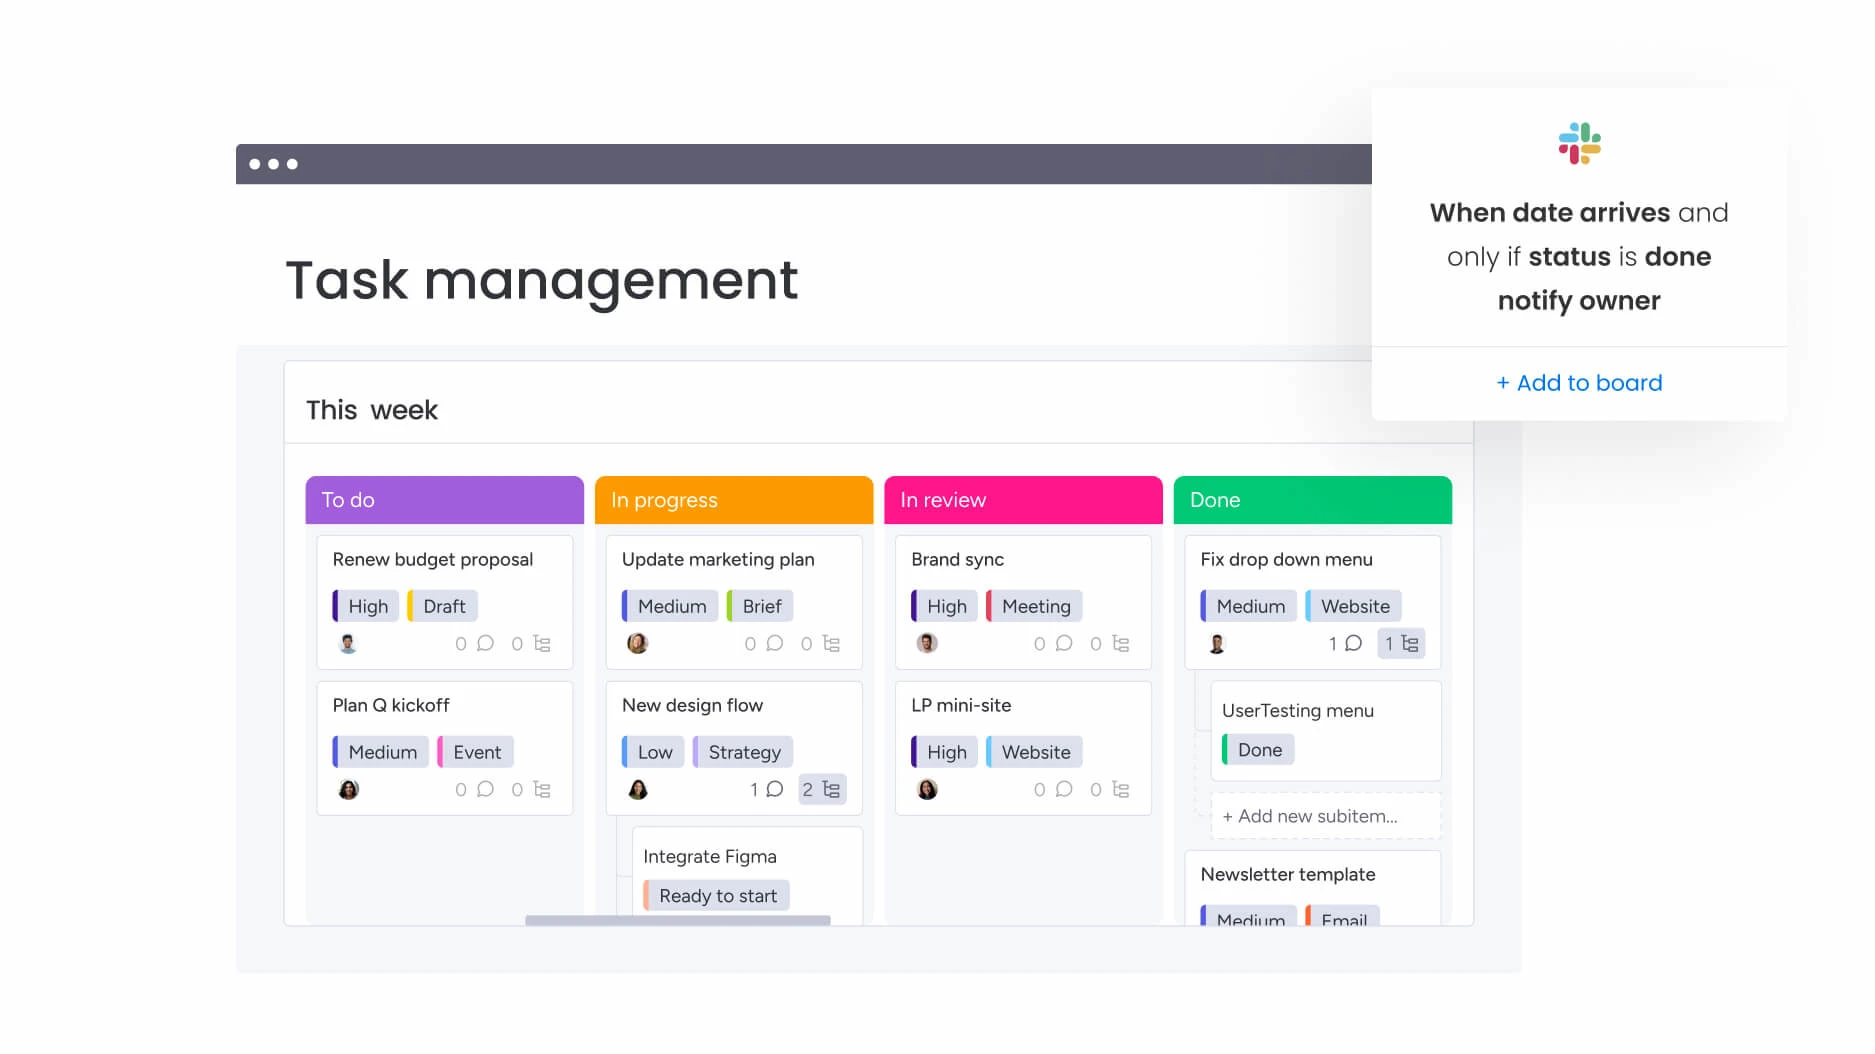 When date arrives and
only if status is done
notify owner
+ Add to board
Task management
This week
To do
Renew budget proposal
High Draft
0 0
Plan Q kickoff
Medium Event
0 0
In progress
Update marketing plan
Medium Brief
0 0
New design flow
Low Strategy
1 2
Integrate Figma
Ready to start
In review
Brand sync
High Meeting
0 0
LP mini-site
High Website
0 0
Done
Fix drop down menu
Medium Website
1 1
UserTesting menu
Done
+ Add new subitem...
Newsletter template
Medium Email